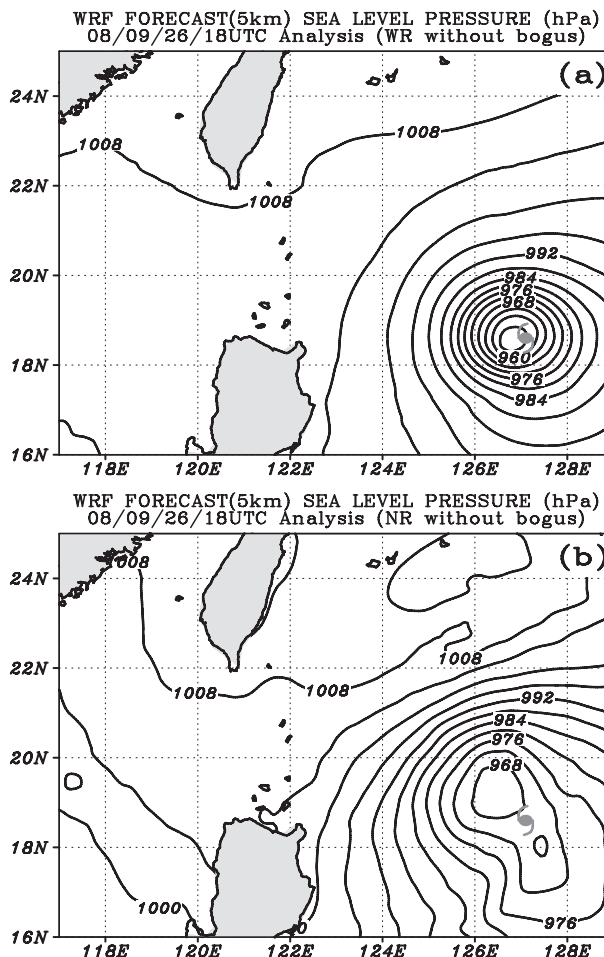 WRF FORECAST(5km) SEA LEVEL PRESSURE (hPa)
08/09/26/18UTC Analysis (WR without bogus)
(a)
24N
1008
1008
22N
1008
992
20N
984
976
968
18N
960
976
984
16N
118E 120E 122E 124E 126E 128E
WRF FORECAST(5km) SEA LEVEL PRESSURE (hPa)
08/09/26/18UTC Analysis (NR without bogus)
(b)
008
24N
22N
1008
1008
1008
992
984
20N
976
968
18N
1000
976
0
16N
118E 120E 122E 124E 126E 128E